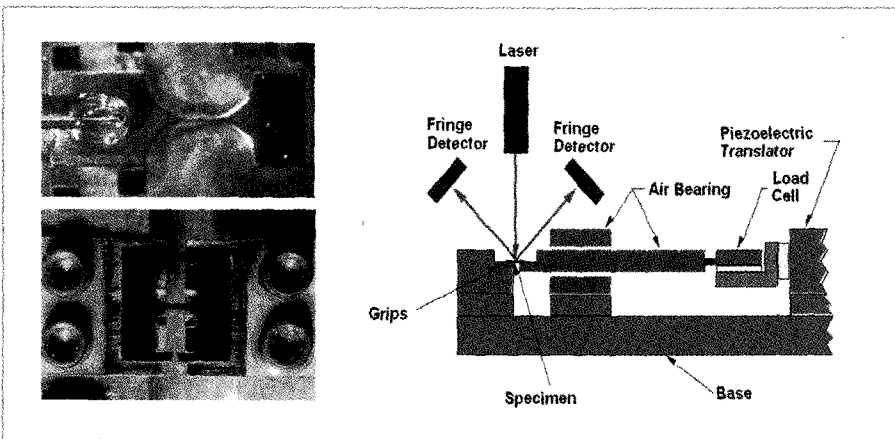 Laser
Fringe
Detector
Fringe
Detector
Piezoelectric
Translator
Load
Cell
Air Bearing
Grips
Specimen
Base